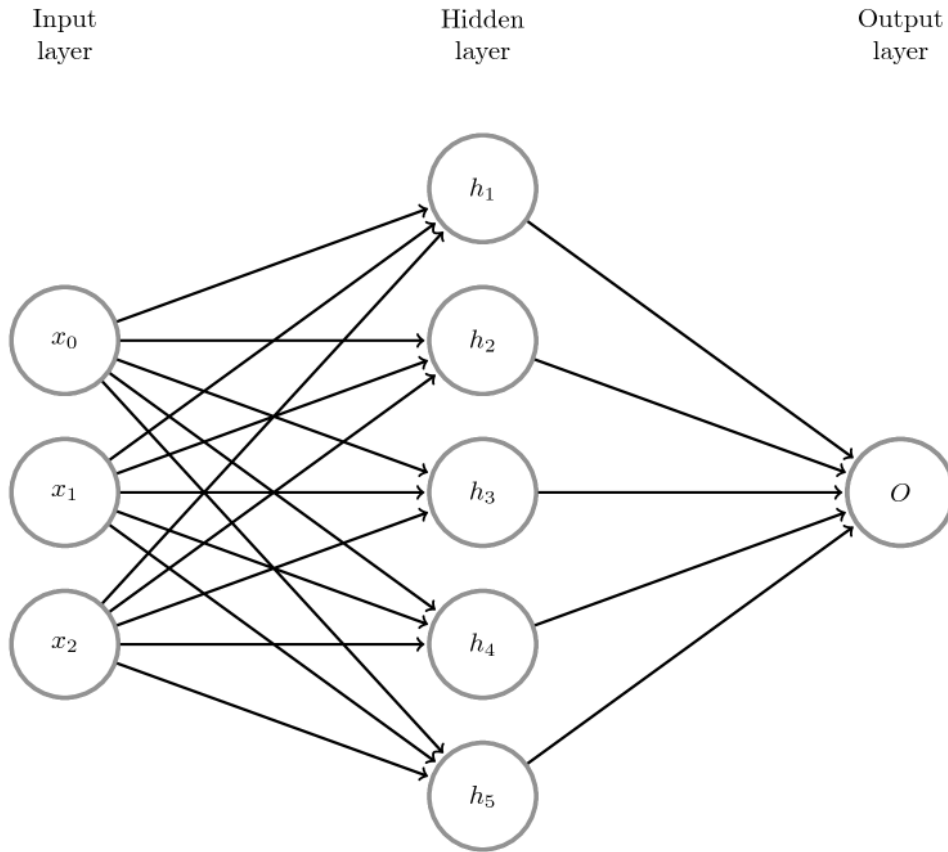 Input
layer
Hidden
layer
Output
layer
h₁
x₀
h₂
x₁
h₃
O
x₂
h₄
h₅